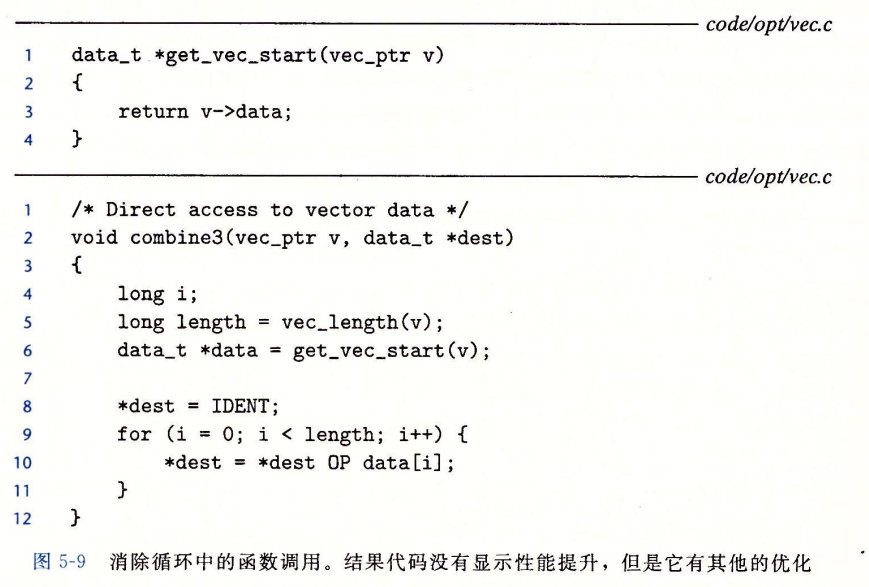 code/opt/vec.c
1 data_t *get_vec_start(vec_ptr v)
2 {
3 return v->data;
4 }
code/opt/vec.c
1 /* Direct access to vector data */
2 void combine3(vec_ptr v, data_t *dest)
3 {
4 long i;
5 long length = vec_length(v);
6 data_t *data = get_vec_start(v);
7
8 *dest = IDENT;
9 for (i = 0; i < length; i++) {
10 *dest = *dest OP data[i];
11 }
12 }
图 5-9 消除循环中的函数调用。结果代码没有显示性能提升，但是它有其他的优化